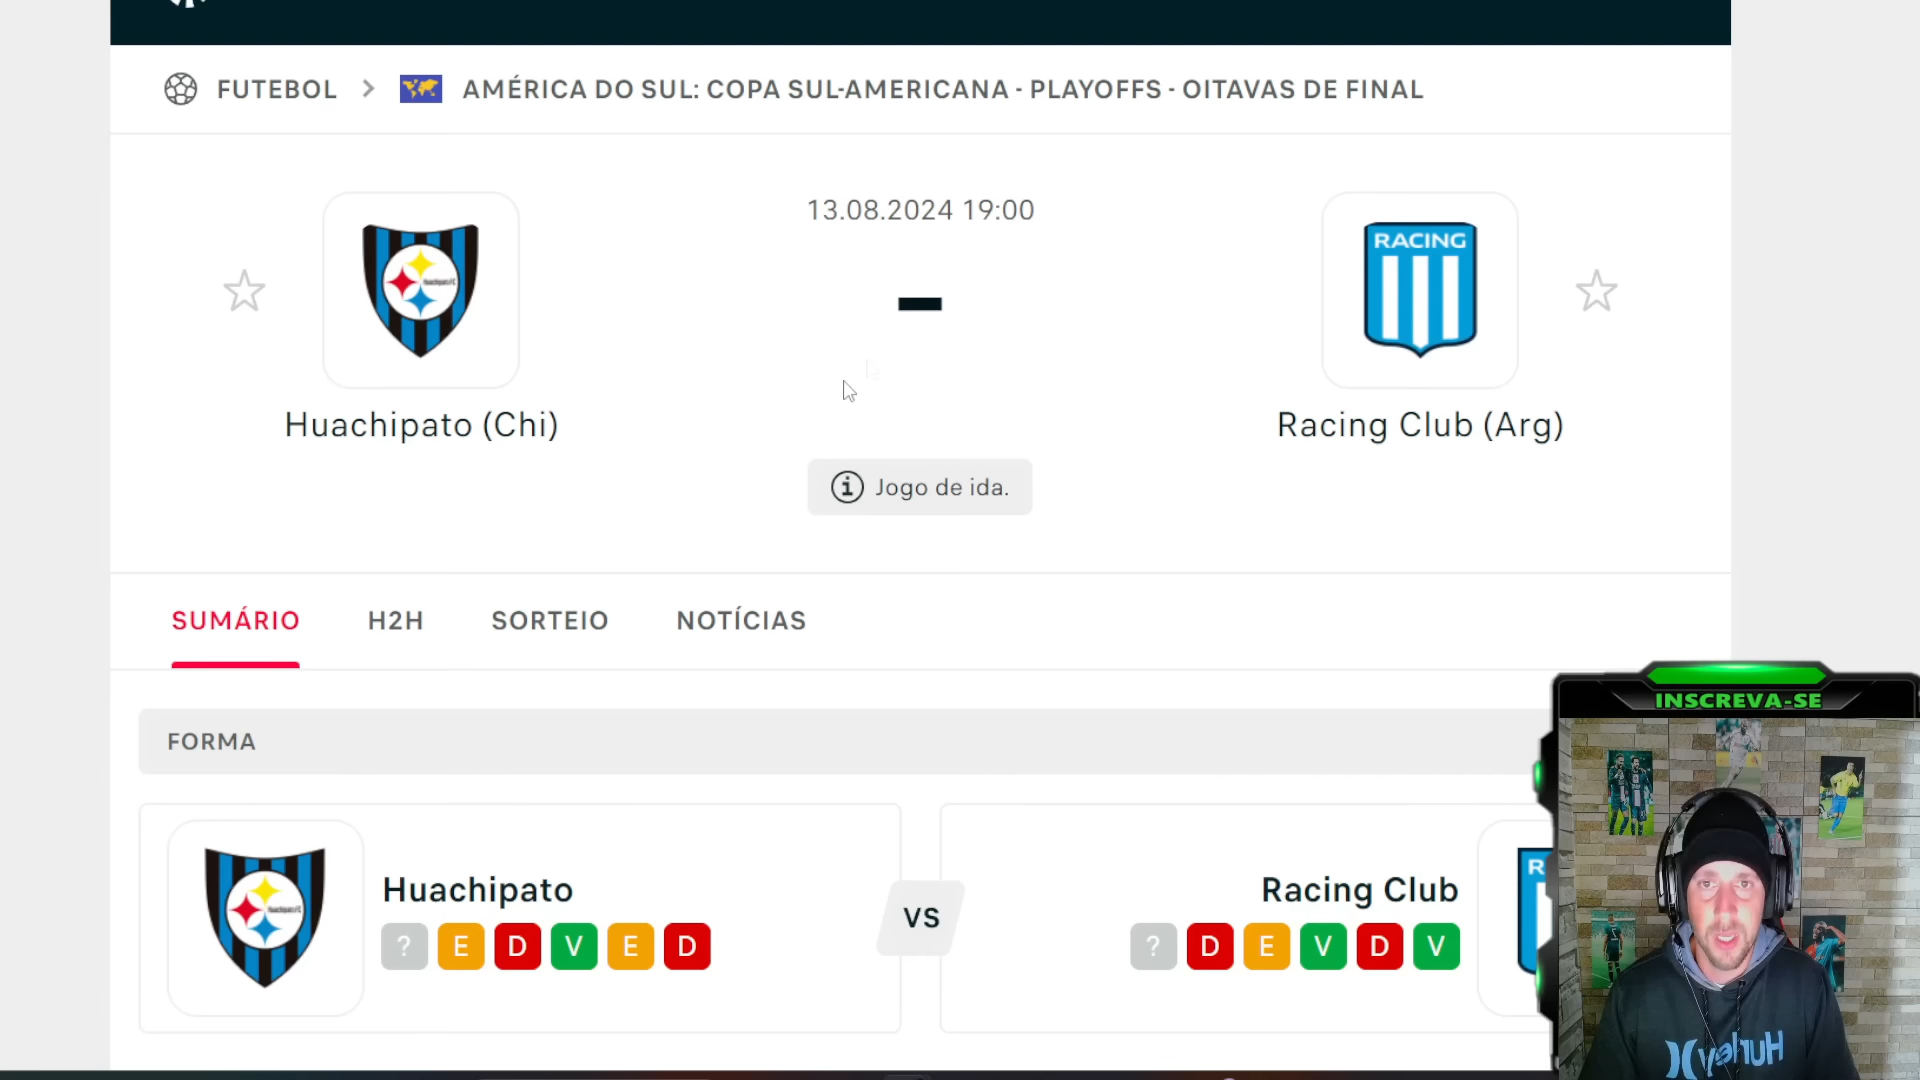 FUTEBOL > AMÉRICA DO SUL: COPA SUL-AMERICANA - PLAYOFFS - OITAVAS DE FINAL
13.08.2024 19:00
RACING
Huachipato (Chi)
Racing Club (Arg)
Jogo de ida.
SUMÁRIO H2H SORTEIO NOTÍCIAS
INSCREVA-SE
FORMA
Huachipato
? E D V E D
VS
Racing Club
? D E V D V
R
Hurley